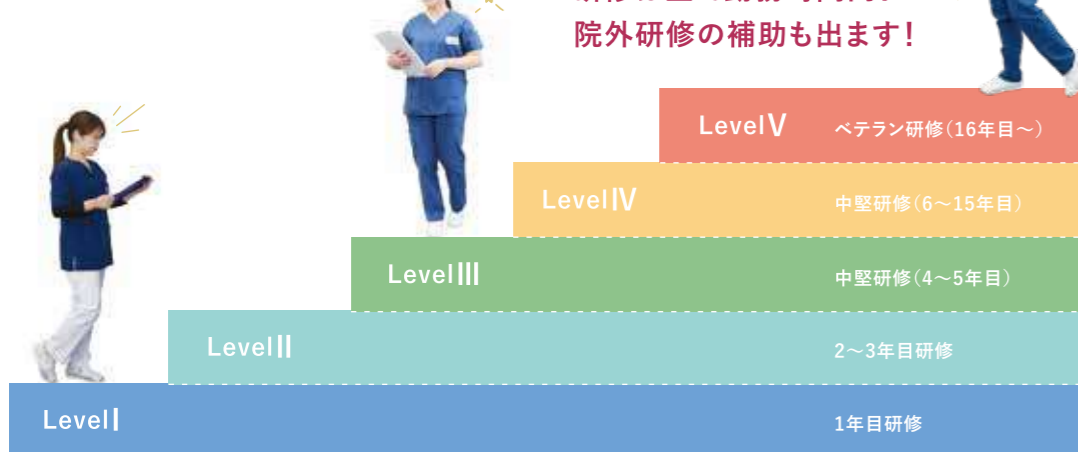 院外研修の補助も出ます!
LevelⅤ ベテラン研修(16年目～)
LevelⅣ 中堅研修(6～15年目)
LevelⅢ 中堅研修(4～5年目)
LevelⅡ 2～3年目研修
LevelⅠ 1年目研修